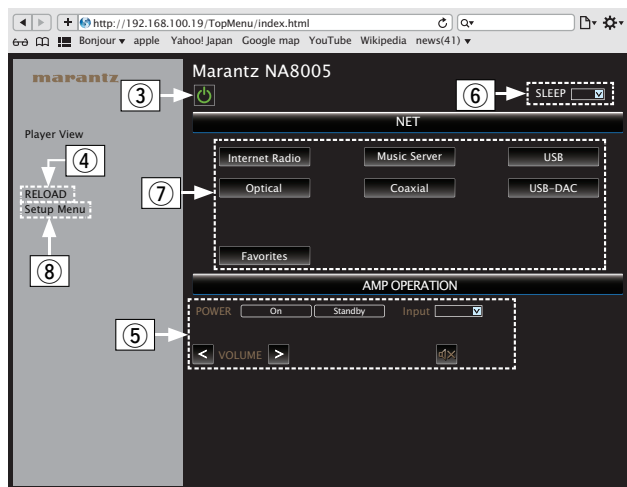 http://192.168.100.19/TopMenu/index.html
Bonjour ▾ apple Yahoo! Japan Google map YouTube Wikipedia news(41) ▾
marantz
Marantz NA8005
③
⑥
SLEEP
NET
Player View
④
Internet Radio Music Server USB
RELOAD
⑦
Optical Coaxial USB-DAC
Setup Menu
⑧
Favorites
AMP OPERATION
POWER On Standby Input
⑤
< VOLUME >